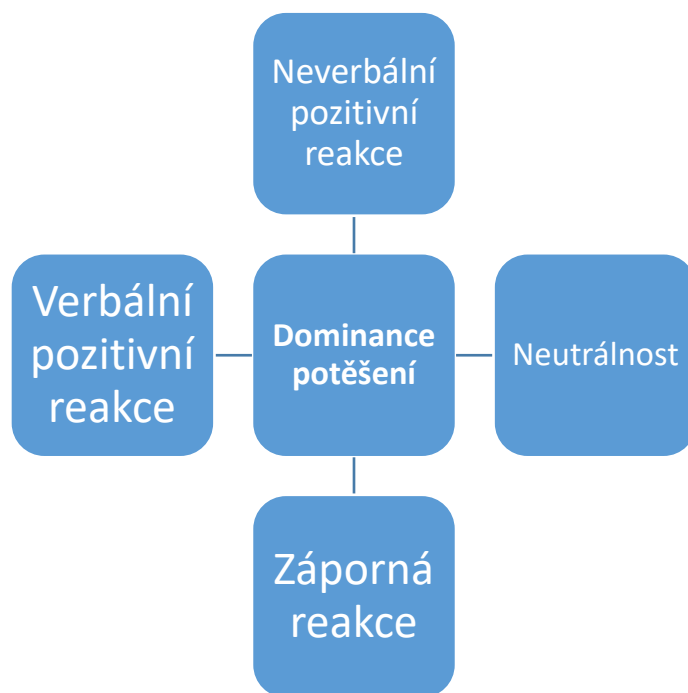 Neverbální
pozitivní
reakce
Verbální
pozitivní
reakce
Dominance
potěšení
Neutrálnost
Záporná
reakce